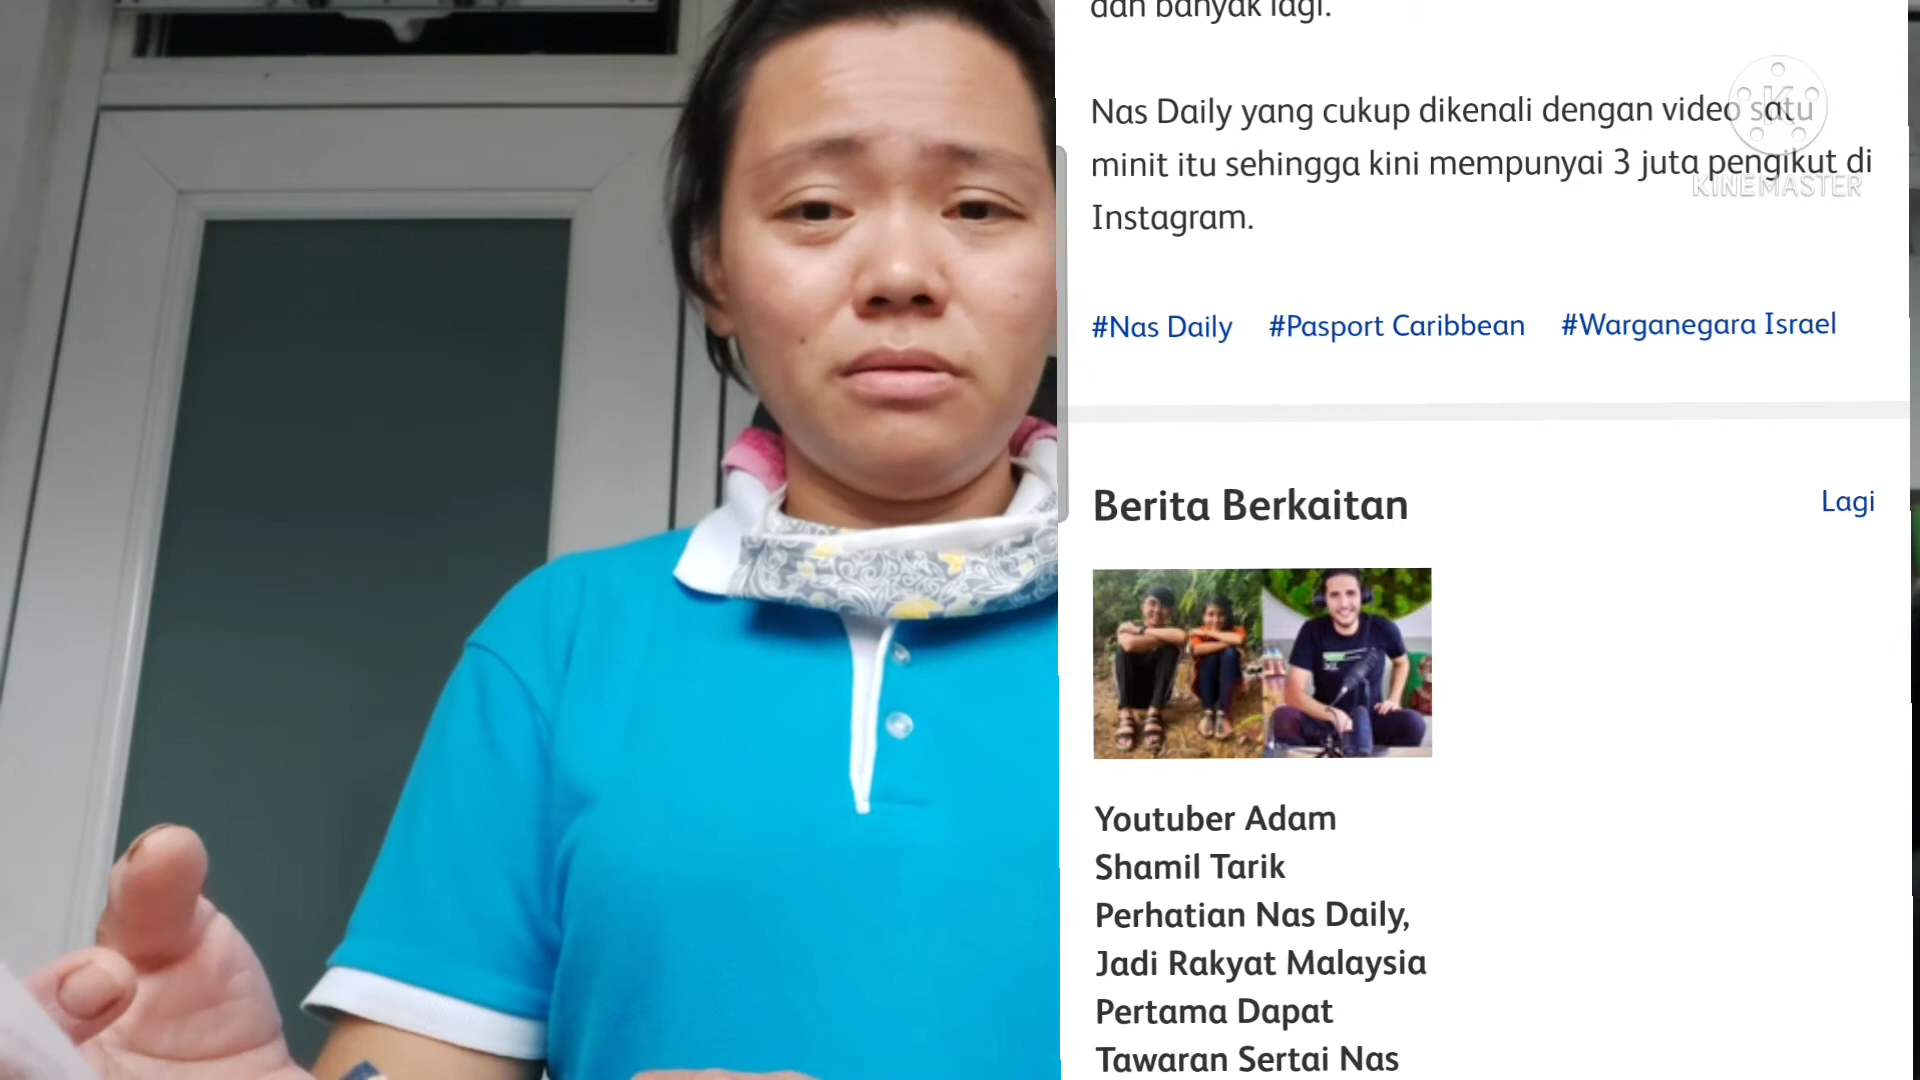 dan banyak lagi.
Nas Daily yang cukup dikenali dengan video satu
minit itu sehingga kini mempunyai 3 juta pengikut di
Instagram.
KINEMASTER
#Nas Daily #Pasport Caribbean #Warganegara Israel
Berita Berkaitan
Lagi
Youtuber Adam
Shamil Tarik
Perhatian Nas Daily,
Jadi Rakyat Malaysia
Pertama Dapat
Tawaran Sertai Nas